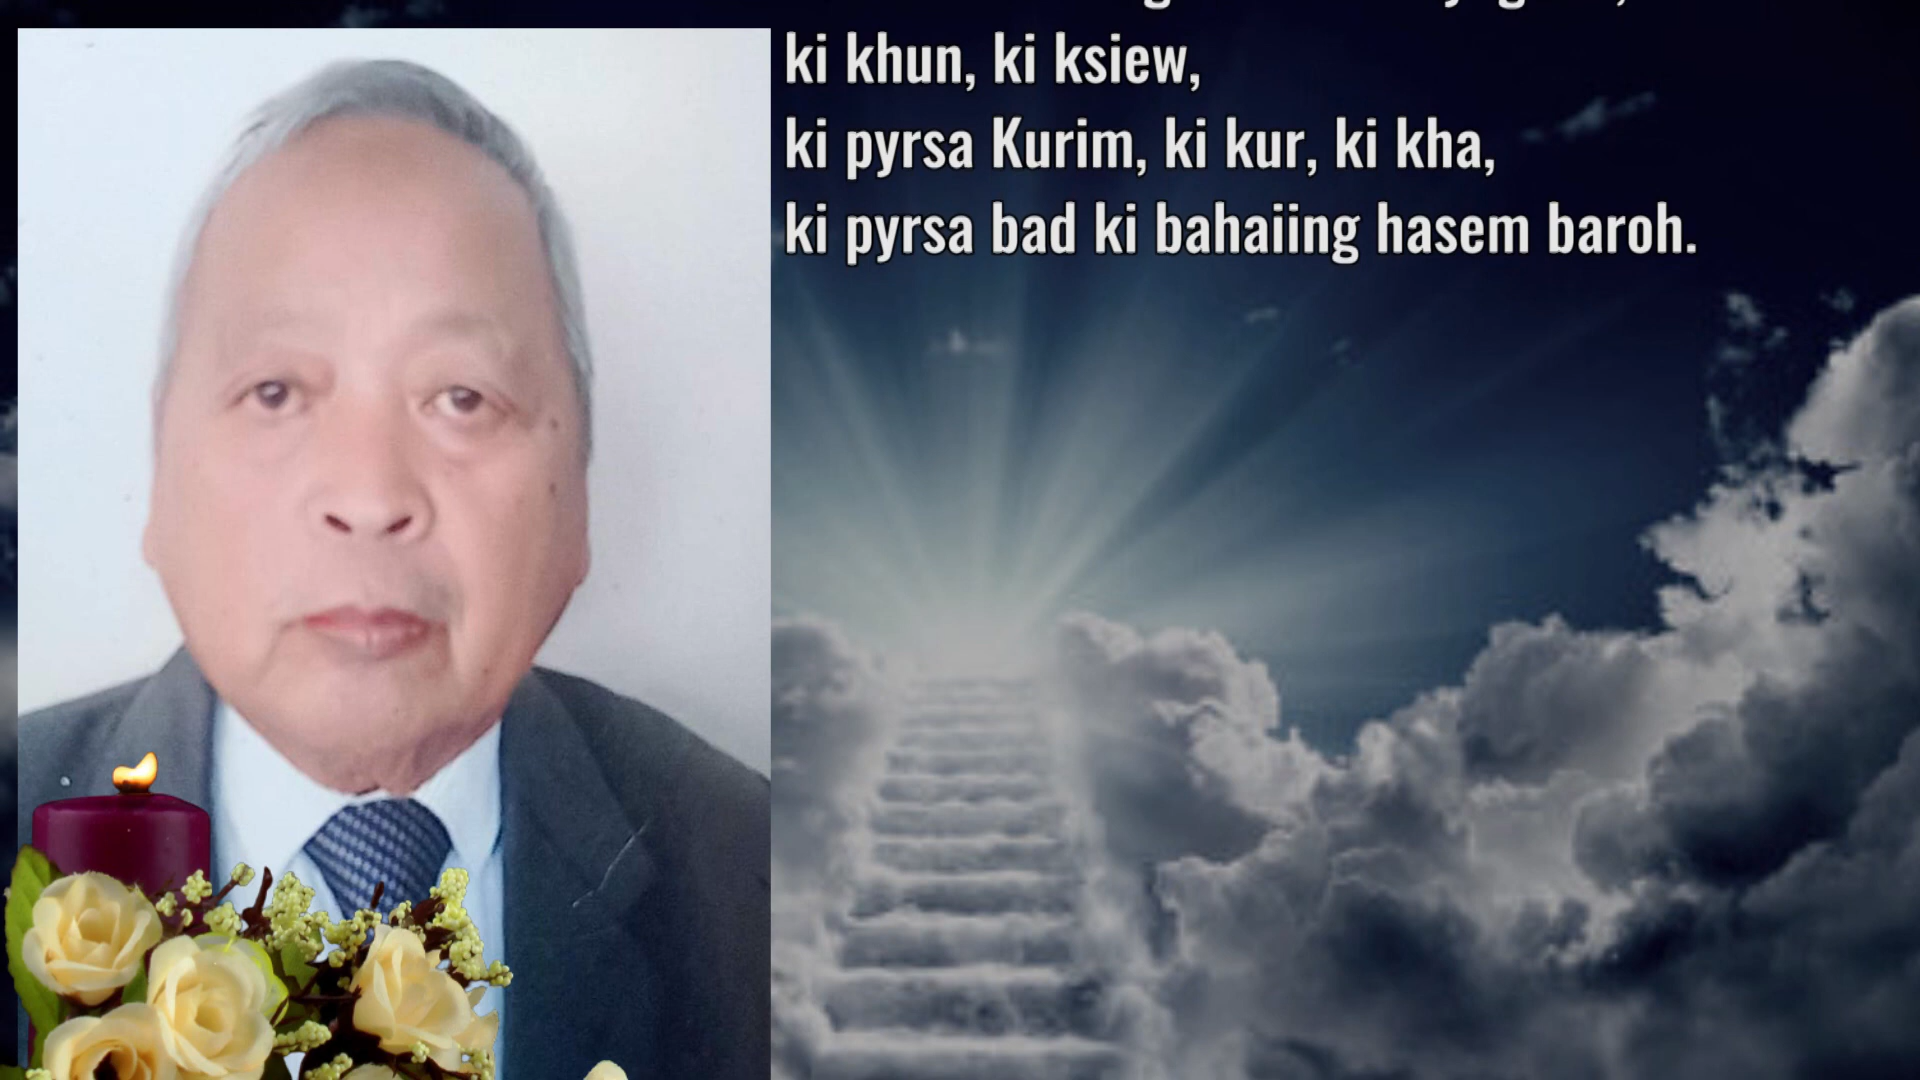 ki khun, ki ksiew,
ki pyrsa Kurim, ki kur, ki kha,
ki pyrsa bad ki bahaiing hasem baroh.